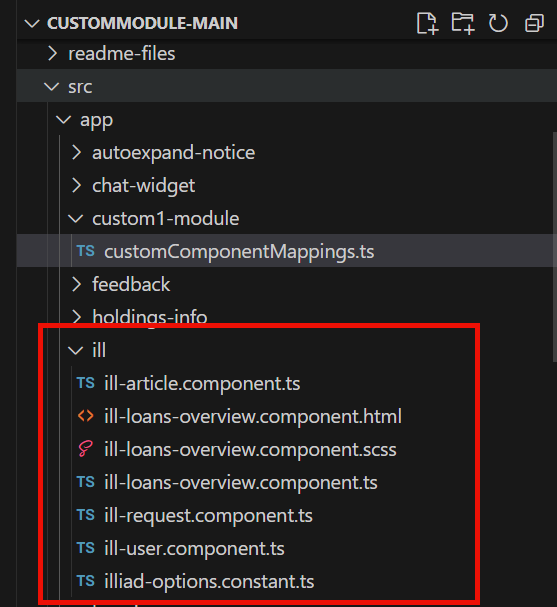 CUSTOMMODULE-MAIN
readme-files
src
app
autoexpand-notice
chat-widget
custom1-module
TS customComponentMappings.ts
feedback
holdings-info
ill
TS ill-article.component.ts
<> ill-loans-overview.component.html
ill-loans-overview.component.scss
TS ill-loans-overview.component.ts
TS ill-request.component.ts
TS ill-user.component.ts
TS illiad-options.constant.ts